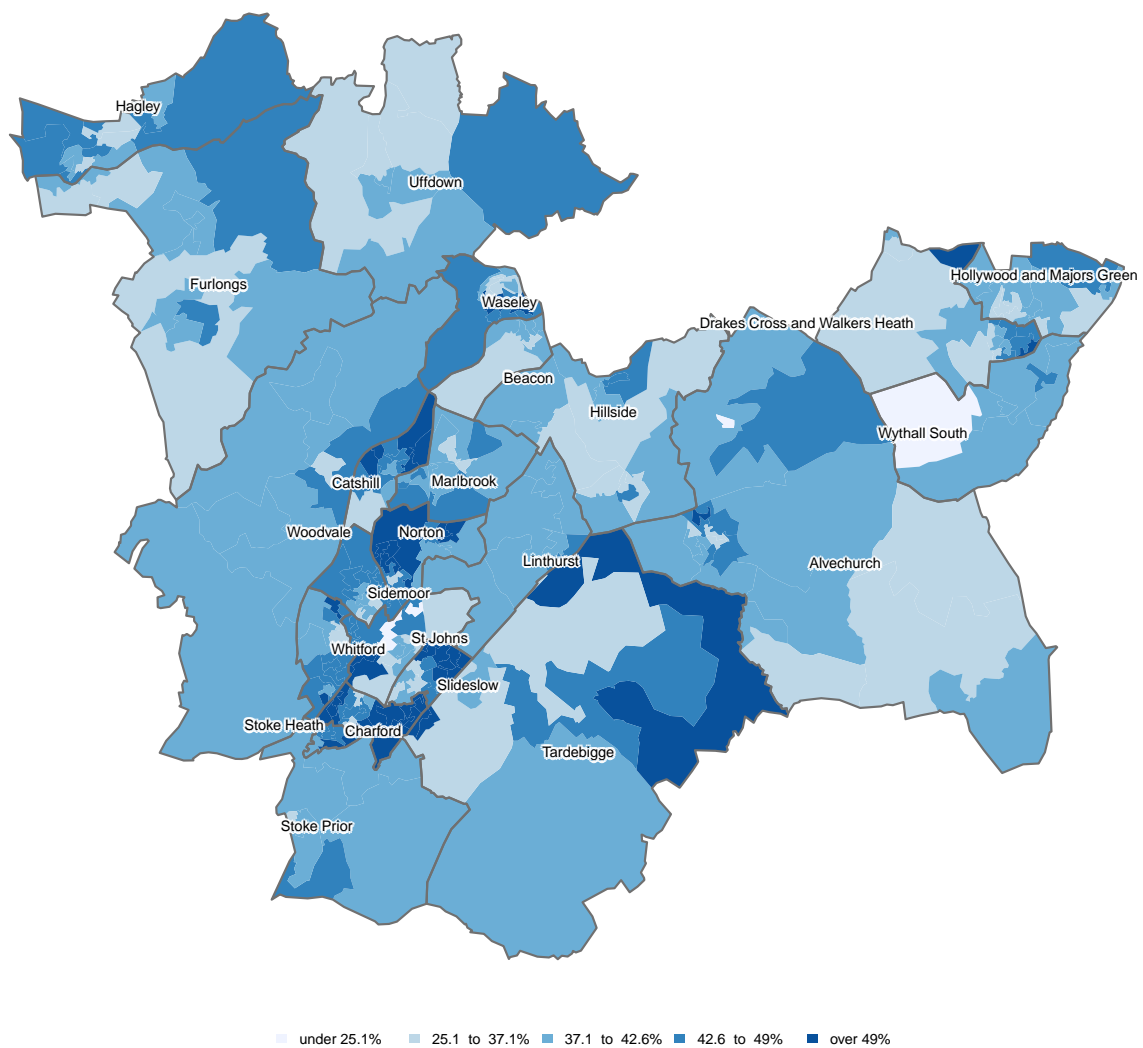 Hagley
Uffdown
Furlongs
Waseley
Hollywood and Majors Green
Drakes Cross and Walkers Heath
Beacon
Hillside
Wythall South
Catshill
Marlbrook
Woodvale
Norton
Linthurst
Alvechurch
Sidemoor
St Johns
Whitford
Slideslow
Stoke Heath
Charford
Tardebigge
Stoke Prior
under 25.1% 25.1 to 37.1% 37.1 to 42.6% 42.6 to 49% over 49%